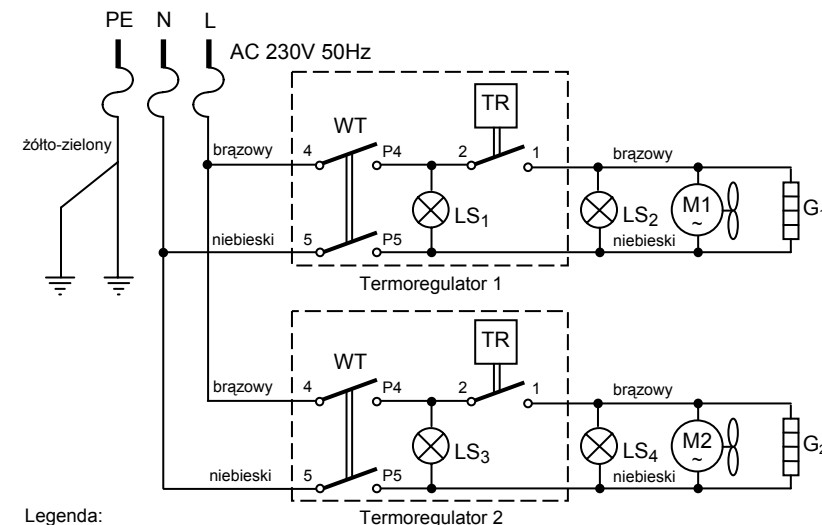 PE N L
AC 230V 50Hz
żółto-zielony
brązowy 4 WT P4 2 TR 1 brązowy
LS1 LS2 M1 ~
niebieski 5 P5 niebieski
Termoregulator 1
brązowy 4 WT P4 2 TR 1 brązowy
LS3 LS4 M2 ~
niebieski 5 P5 niebieski
Legenda: Termoregulator 2